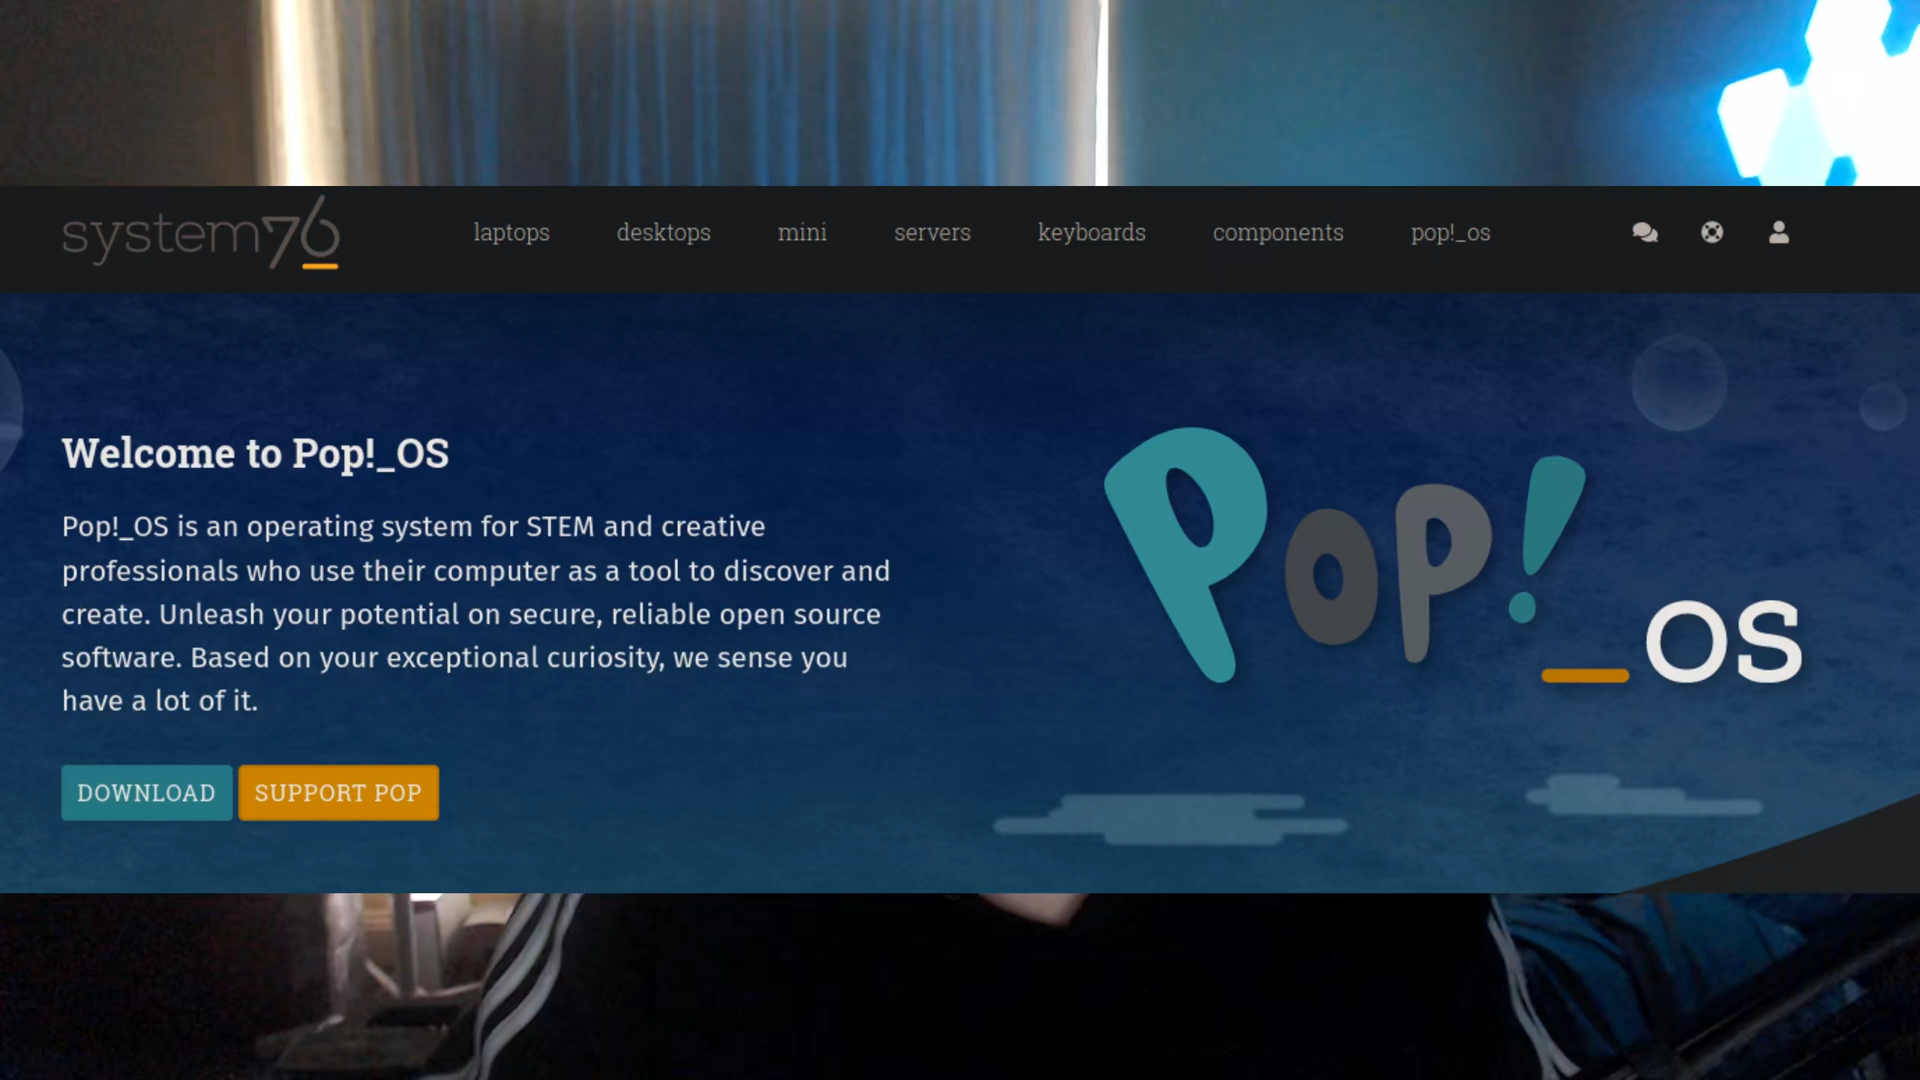 system76 laptops desktops mini servers keyboards components pop!_os
Welcome to Pop!_OS
Pop!_OS is an operating system for STEM and creative
professionals who use their computer as a tool to discover and
create. Unleash your potential on secure, reliable open source
software. Based on your exceptional curiosity, we sense you
have a lot of it.
DOWNLOAD SUPPORT POP
Pop!_OS